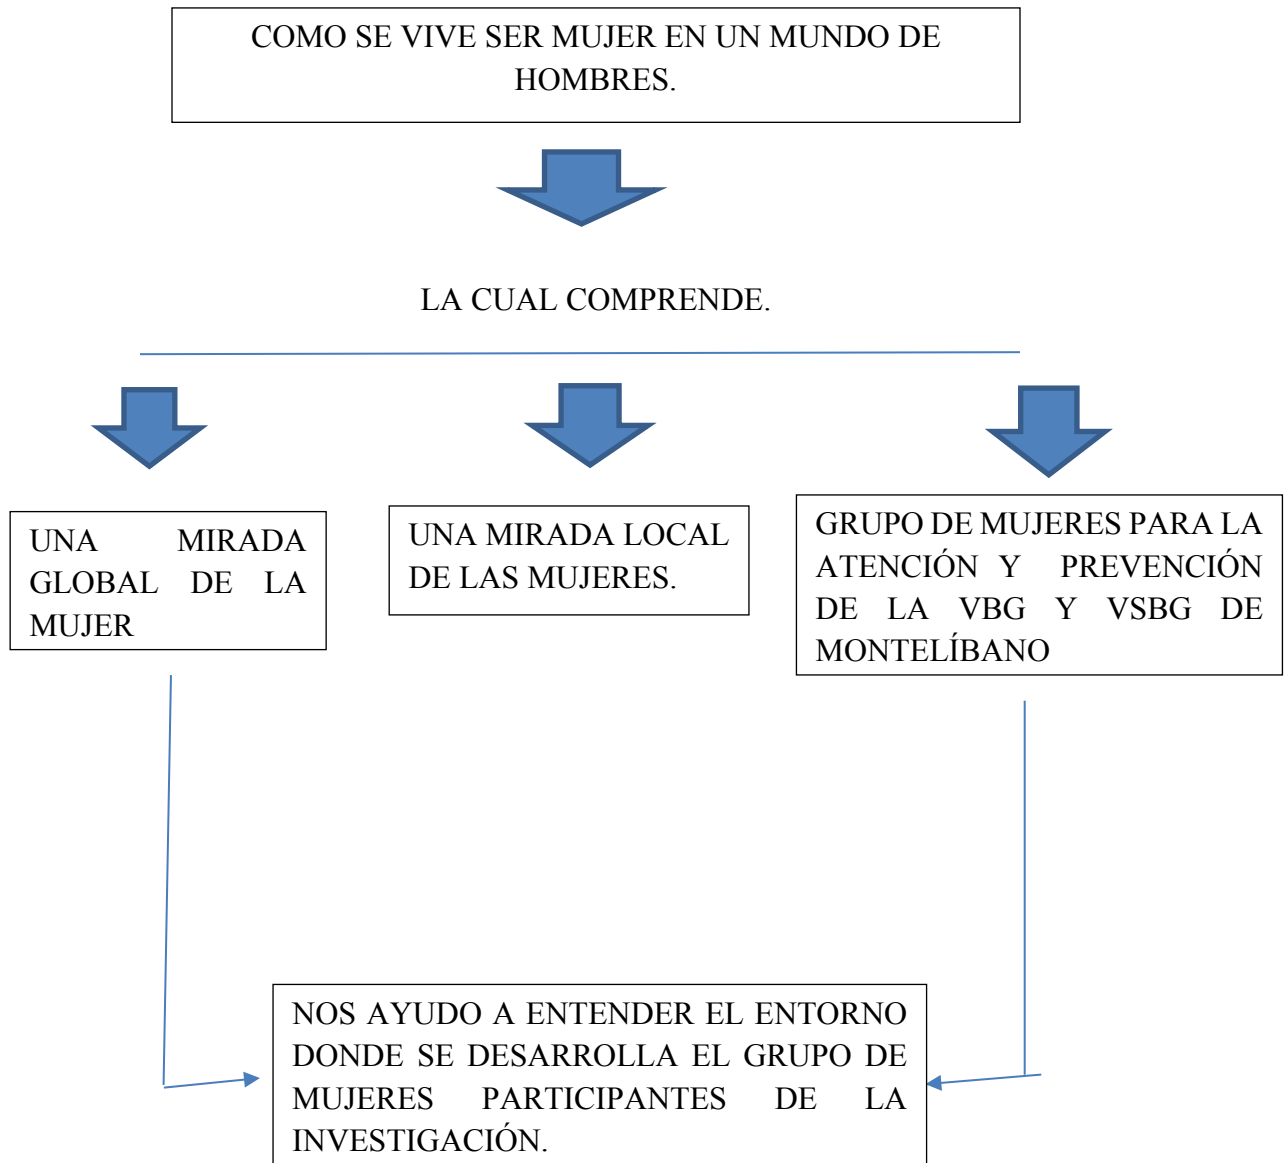 COMO SE VIVE SER MUJER EN UN MUNDO DE
HOMBRES.
LA CUAL COMPRENDE.
UNA MIRADA
GLOBAL DE LA
MUJER
UNA MIRADA LOCAL
DE LAS MUJERES.
GRUPO DE MUJERES PARA LA
ATENCIÓN Y PREVENCIÓN
DE LA VBG Y VSBG DE
MONTELÍBANO
NOS AYUDO A ENTENDER EL ENTORNO
DONDE SE DESARROLLA EL GRUPO DE
MUJERES PARTICIPANTES DE LA
INVESTIGACIÓN.